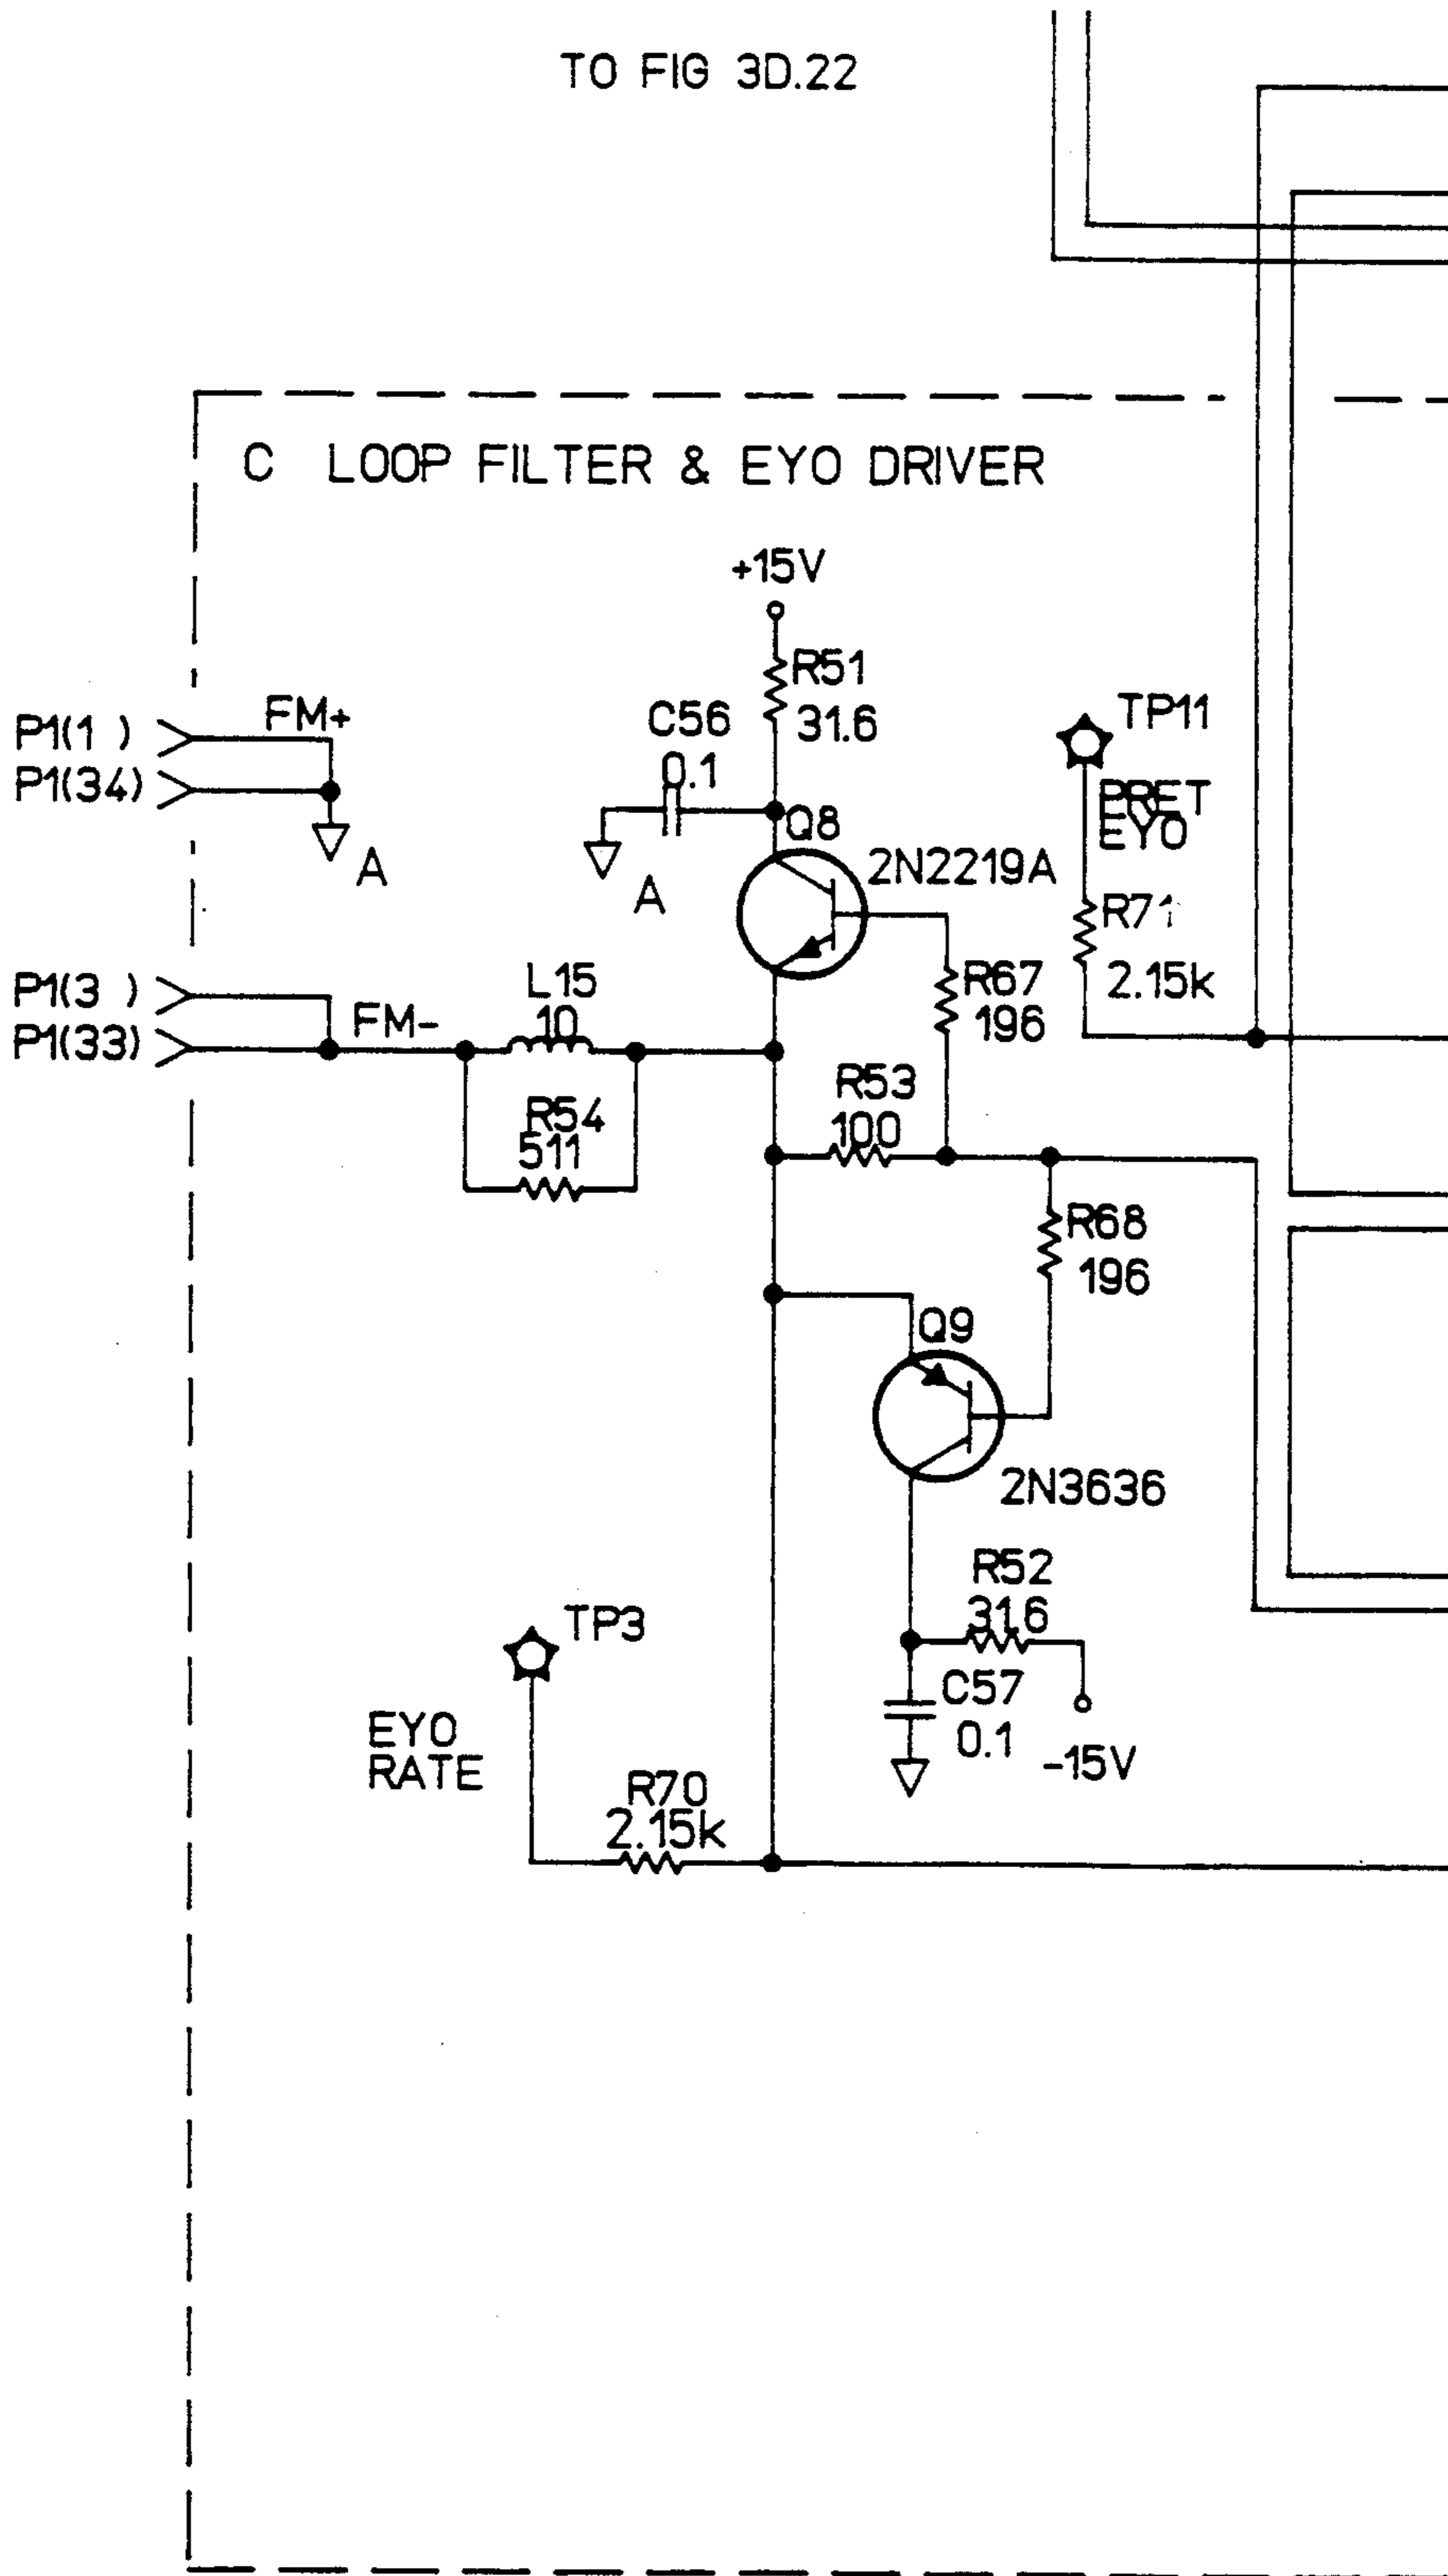 TO FIG 3D.22
C LOOP FILTER & EYO DRIVER
+15V
R51
31.6
C56
0.1
FM+
P1(1 )
P1(34)
A
A
Q8
2N2219A
TP11
PRET
EYO
R71
2.15k
P1(3 )
P1(33)
FM-
L15
10
R54
511
R67
196
R53
100
R68
196
Q9
2N3636
R52
31.6
C57
0.1
-15V
TP3
EYO
RATE
R70
2.15k